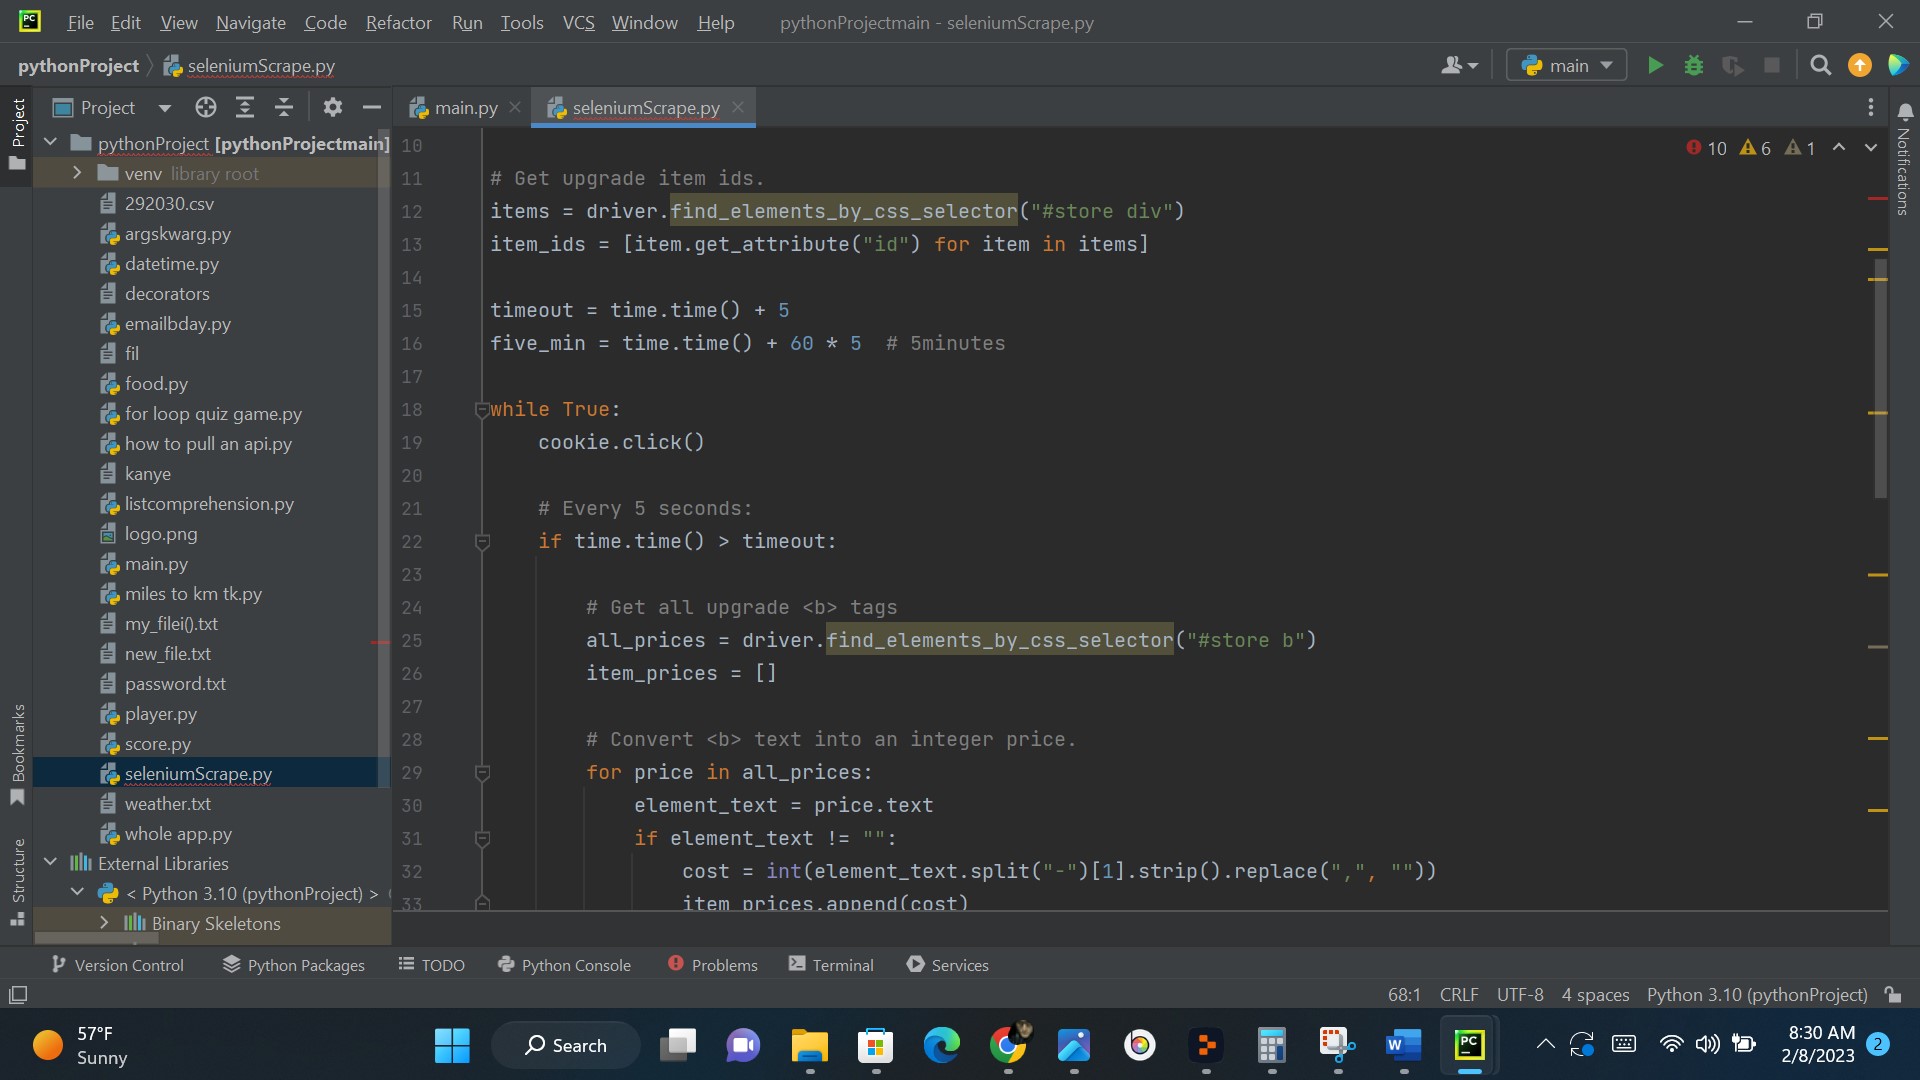 PC File Edit View Navigate Code Refactor Run Tools VCS Window Help pythonProjectmain - seleniumScrape.py
pythonProject seleniumScrape.py main
Project
Project main.py seleniumScrape.py
pythonProject [pythonProjectmain]
venv library root
292030.csv
argskwarg.py
datetime.py
decorators
emailbday.py
fil
food.py
for loop quiz game.py
how to pull an api.py
kanye
listcomprehension.py
logo.png
main.py
miles to km tk.py
my_filei().txt
new_file.txt
password.txt
player.py
score.py
seleniumScrape.py
weather.txt
whole app.py
External Libraries
< Python 3.10 (pythonProject) >
Binary Skeletons
Bookmarks
Structure
10 6 1
Notifications
10
11 # Get upgrade item ids.
12 items = driver.find_elements_by_css_selector("#store div")
13 item_ids = [item.get_attribute("id") for item in items]
14
15 timeout = time.time() + 5
16 five_min = time.time() + 60 * 5 # 5minutes
17
18 while True:
19 cookie.click()
20
21 # Every 5 seconds:
22 if time.time() > timeout:
23
24 # Get all upgrade <b> tags
25 all_prices = driver.find_elements_by_css_selector("#store b")
26 item_prices = []
27
28 # Convert <b> text into an integer price.
29 for price in all_prices:
30 element_text = price.text
31 if element_text != "":
32 cost = int(element_text.split("-")[1].strip().replace(",", ""))
33 item_prices.append(cost)
Version Control Python Packages TODO Python Console Problems Terminal Services
68:1 CRLF UTF-8 4 spaces Python 3.10 (pythonProject)
57°F
Sunny
Search
W
PC
8:30 AM
2/8/2023
2